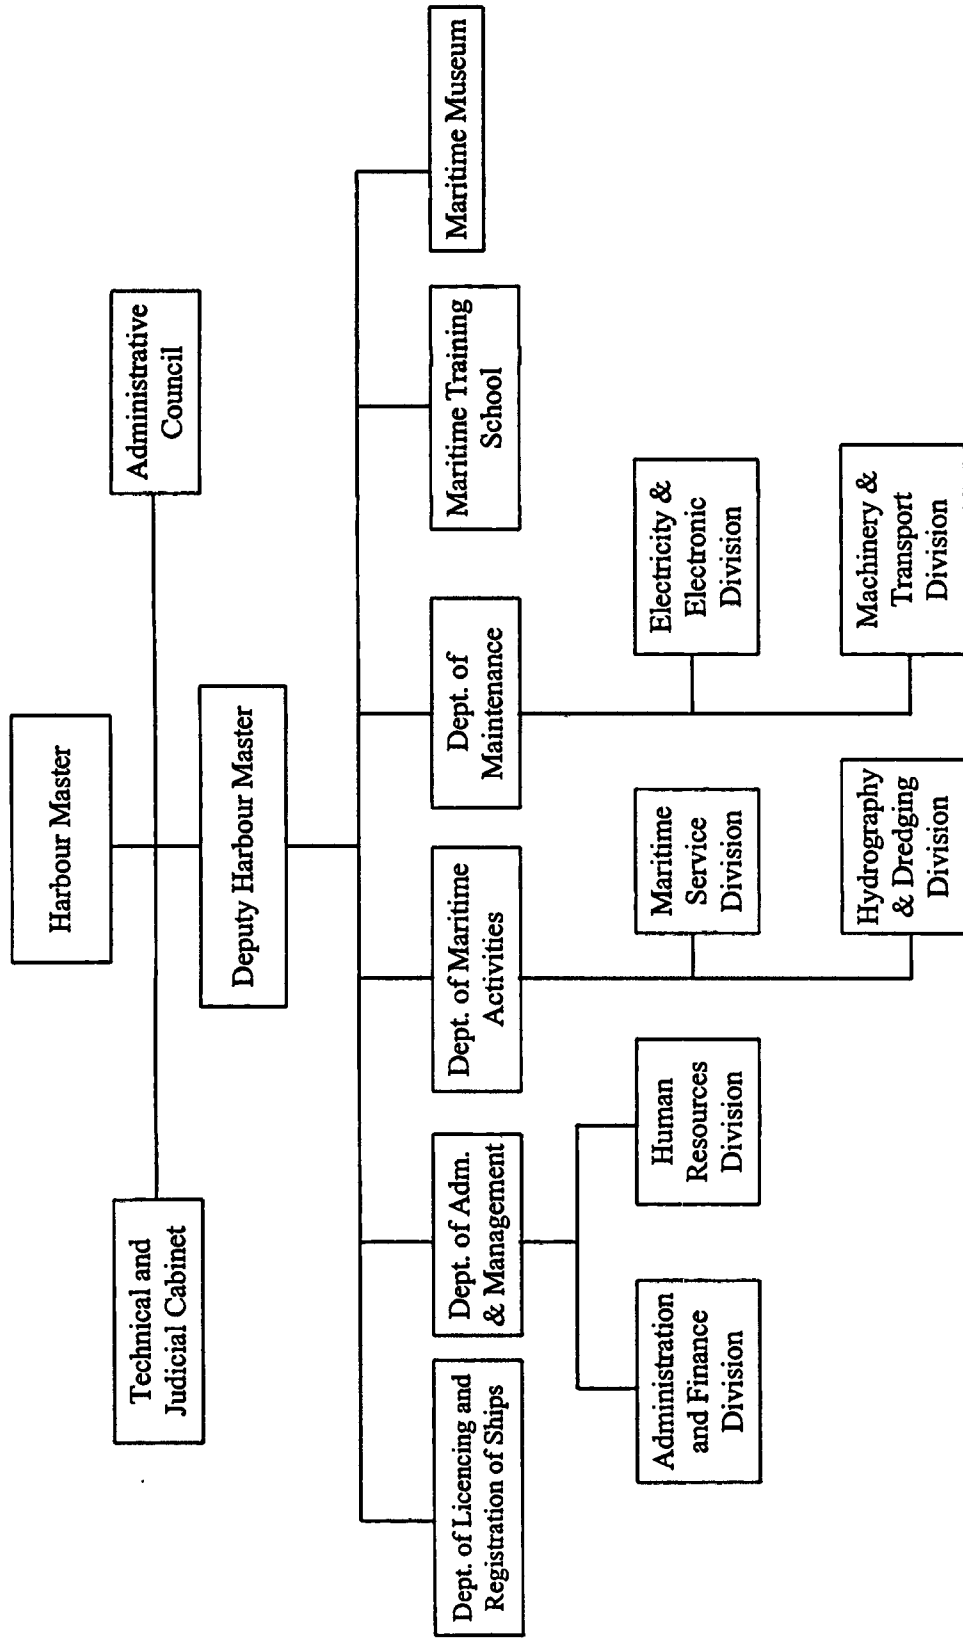 Harbour Master
Technical and
Judicial Cabinet
Administrative
Council
Deputy Harbour Master
Dept. of Licencing and
Registration of Ships
Dept. of Adm.
& Management
Dept. of Maritime
Activities
Dept. of
Maintenance
Maritime Training
School
Maritime Museum
Administration
and Finance
Division
Human
Resources
Division
Maritime
Service
Division
Electricity &
Electronic
Division
Hydrography
& Dredging
Division
Machinery &
Transport
Division